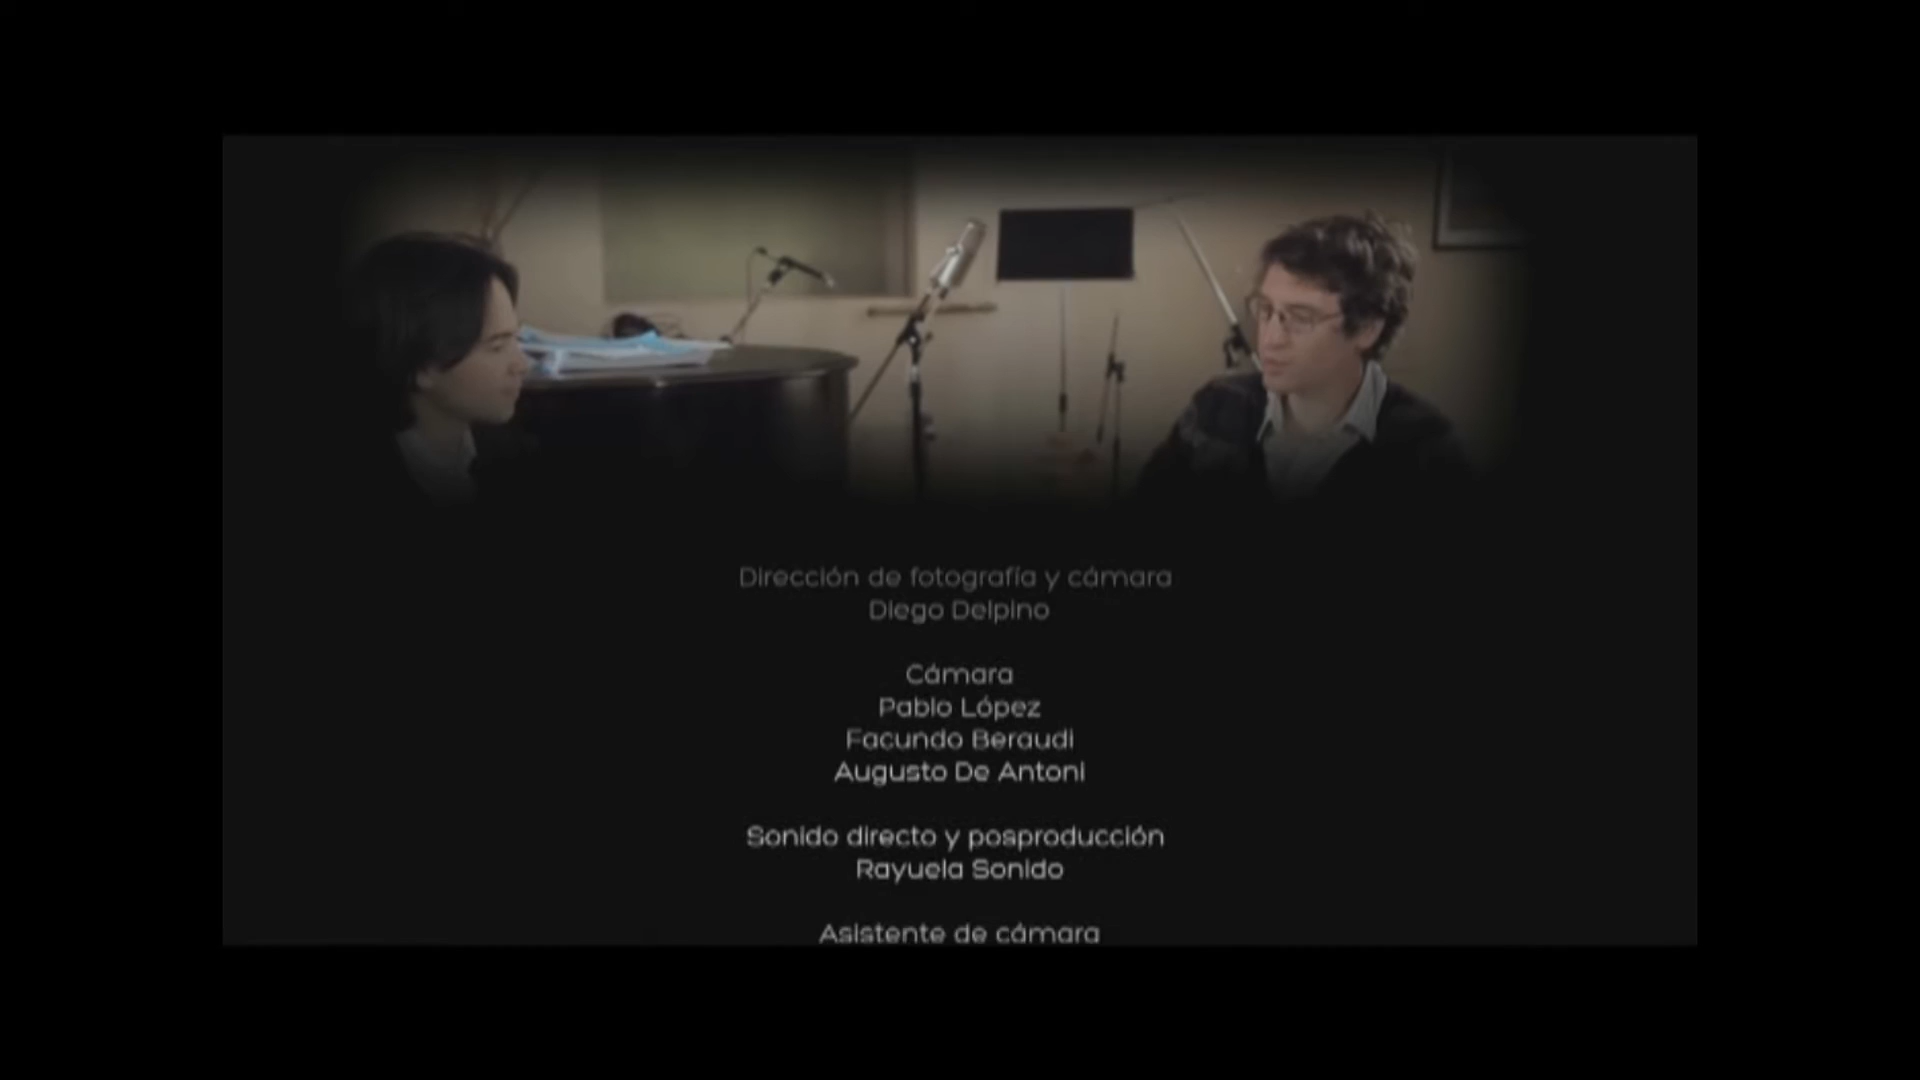 Dirección de fotografía y cámara
Diego Delpino
Cámara
Pablo López
Facundo Beraudi
Augusto De Antoni
Sonido directo y posproducción
Rayuela Sonido
Asistente de cámara